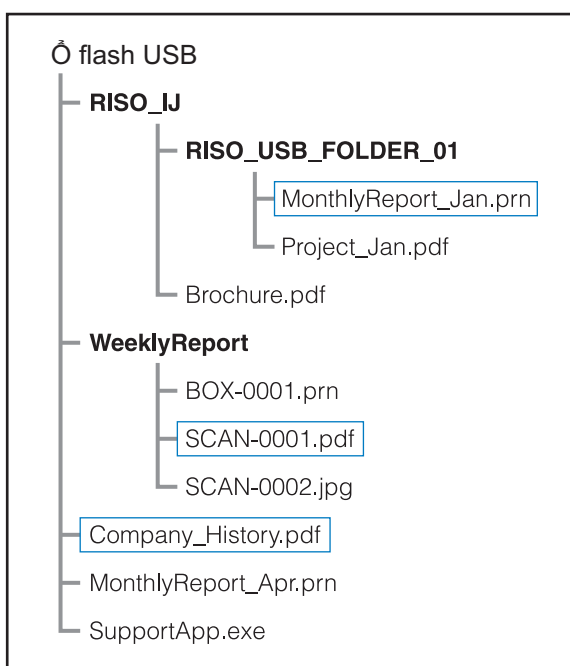 Ổ flash USB
RISO_IJ
RISO_USB_FOLDER_01
MonthlyReport_Jan.prn
Project_Jan.pdf
Brochure.pdf
WeeklyReport
BOX-0001.prn
SCAN-0001.pdf
SCAN-0002.jpg
Company_History.pdf
MonthlyReport_Apr.prn
SupportApp.exe